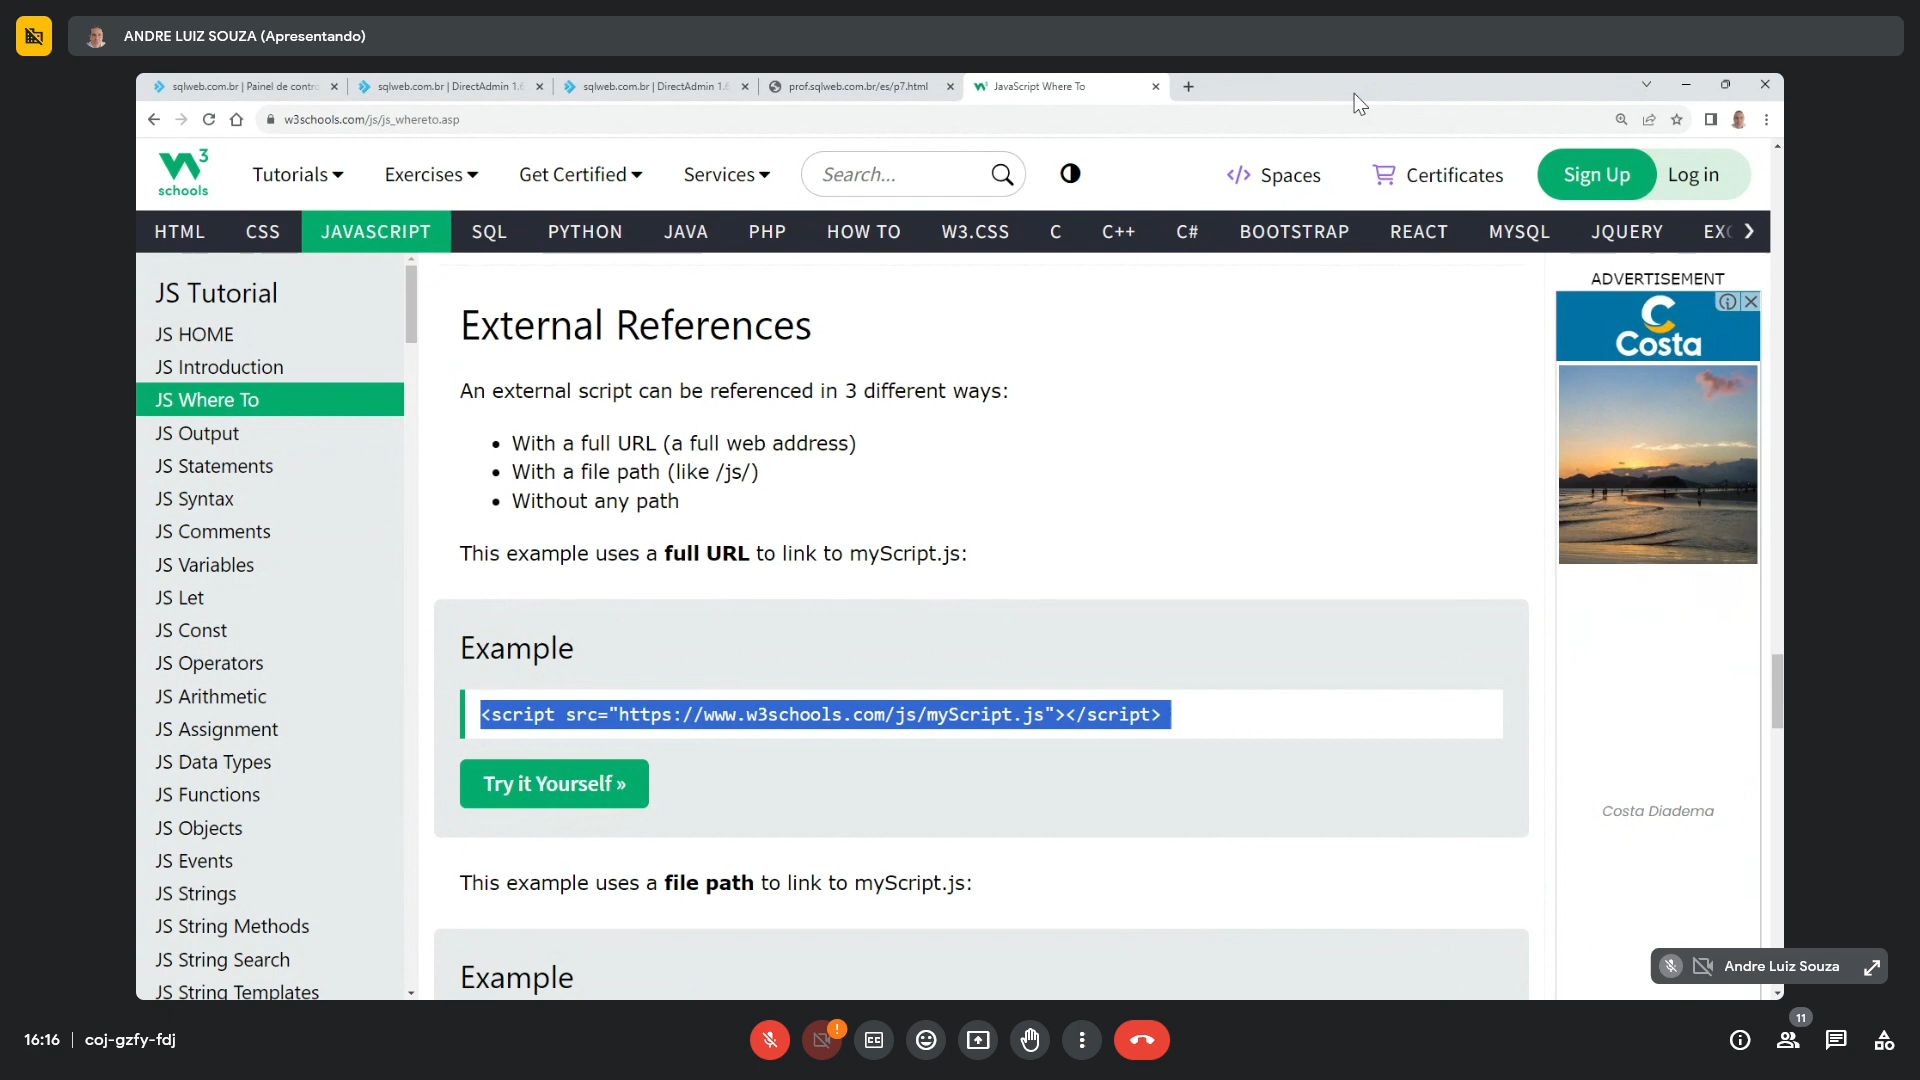 ANDRE LUIZ SOUZA (Apresentando)
sqlweb.com.br | Painel de contro
sqlweb.com.br | DirectAdmin 1.6
sqlweb.com.br | DirectAdmin 1.6
prof.sqlweb.com.br/es/p7.html
JavaScript Where To
w3schools.com/js/js_whereto.asp
3
schools
Tutorials
Exercises
Get Certified
Services
Search...
Spaces
Certificates
Sign Up
Log in
HTML CSS JAVASCRIPT SQL PYTHON JAVA PHP HOW TO W3.CSS C C++ C# BOOTSTRAP REACT MYSQL JQUERY EXC
JS Tutorial
JS HOME
JS Introduction
JS Where To
JS Output
JS Statements
JS Syntax
JS Comments
JS Variables
JS Let
JS Const
JS Operators
JS Arithmetic
JS Assignment
JS Data Types
JS Functions
JS Objects
JS Events
JS Strings
JS String Methods
JS String Search
JS String Templates
External References
An external script can be referenced in 3 different ways:
• With a full URL (a full web address)
• With a file path (like /js/)
• Without any path
This example uses a full URL to link to myScript.js:
Example
<script src="https://www.w3schools.com/js/myScript.js"></script>
Try it Yourself »
This example uses a file path to link to myScript.js:
Example
ADVERTISEMENT
Costa
Costa Diadema
Andre Luiz Souza
16:16 | coj-gzfy-fdj
11